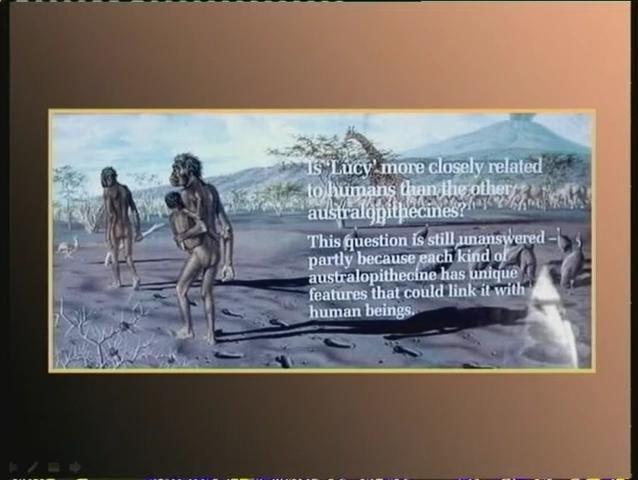 Is 'Lucy' more closely related
to humans than the other
australopithecines?
This question is still unanswered –
partly because each kind of
australopithecine has unique
features that could link it with
human beings.